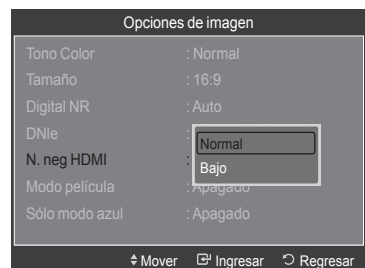 Opciones de imagen
Tono Color : Normal
Tamaño : 16:9
Digital NR : Auto
DNIe :
Normal
N. neg HDMI :
Bajo
Modo película : Apagado
Sólo modo azul : Apagado
Mover Ingresar Regresar